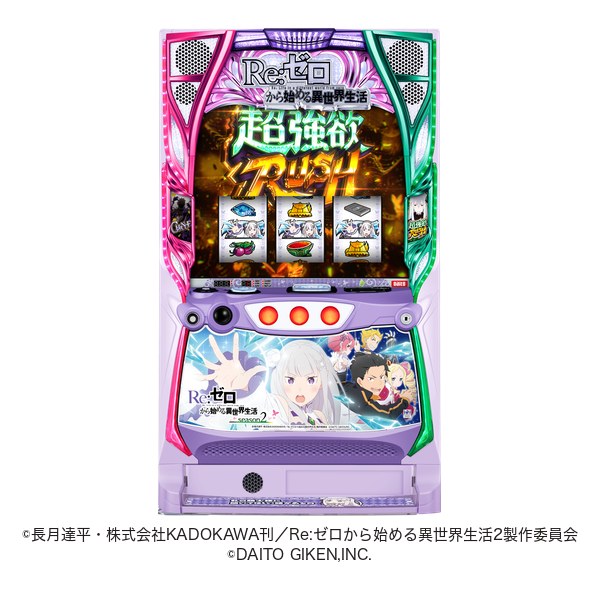 Re:ゼロ
から始める異世界生活
超強欲
RUSH
Re:ゼロ
から始める異世界生活
season2
©長月達平・株式会社KADOKAWA刊／Re:ゼロから始める異世界生活2製作委員会
©DAITO GIKEN,INC.